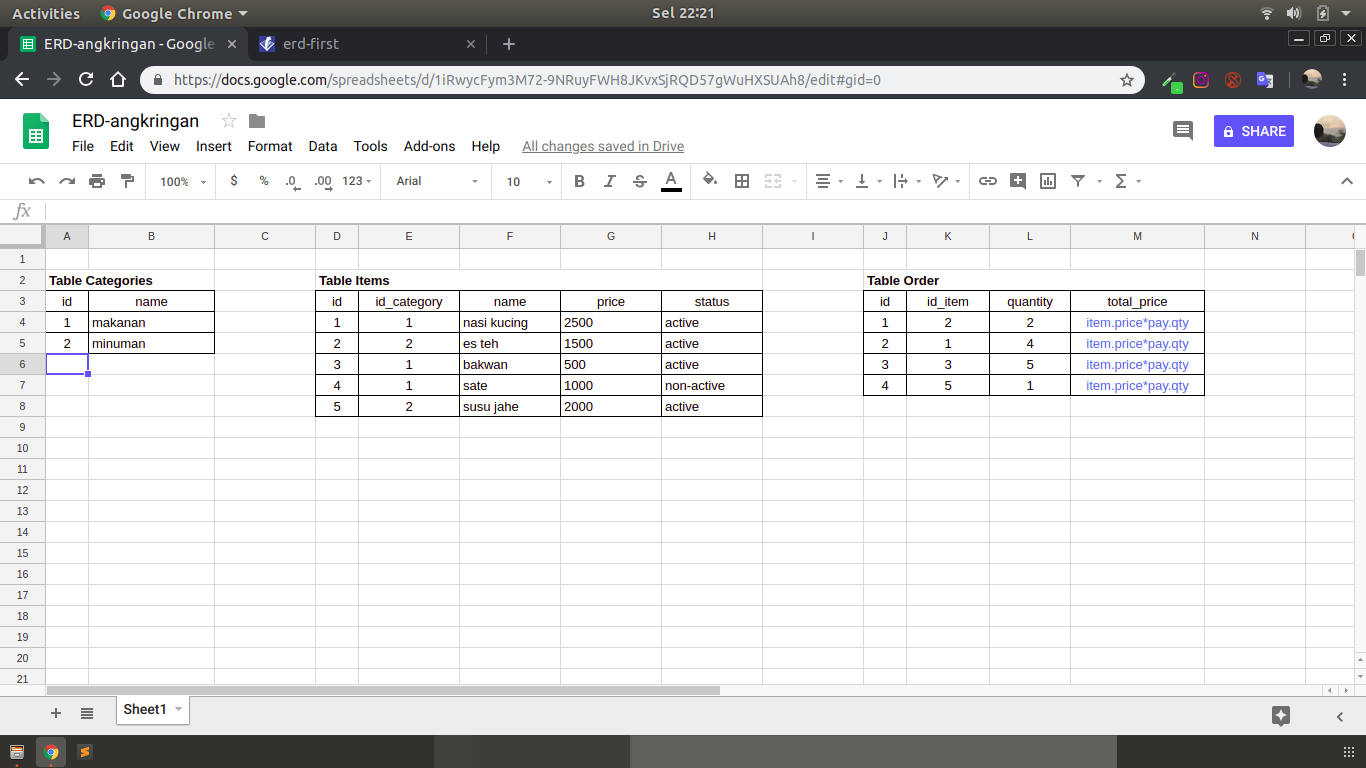 Activities Google Chrome Sel 22:21
ERD-angkringan - Google erd-first
https://docs.google.com/spreadsheets/d/1iRwycFym3M72-9NRuyFWH8JKvxSjRQD57gWuHXSUAh8/edit#gid=0
ERD-angkringan
File Edit View Insert Format Data Tools Add-ons Help All changes saved in Drive
SHARE
100% $ % .0 .00 123 Arial 10 B I S A Σ
fx
A B C D E F G H I J K L M N
1
2 Table Categories Table Items Table Order
3 id name id id_category name price status id id_item quantity total_price
4 1 makanan 1 1 nasi kucing 2500 active 1 2 2 item.price*pay.qty
5 2 minuman 2 2 es teh 1500 active 2 1 4 item.price*pay.qty
6 3 1 bakwan 500 active 3 3 5 item.price*pay.qty
7 4 1 sate 1000 non-active 4 5 1 item.price*pay.qty
8 5 2 susu jahe 2000 active
9
10
11
12
13
14
15
16
17
18
19
20
21
Sheet1